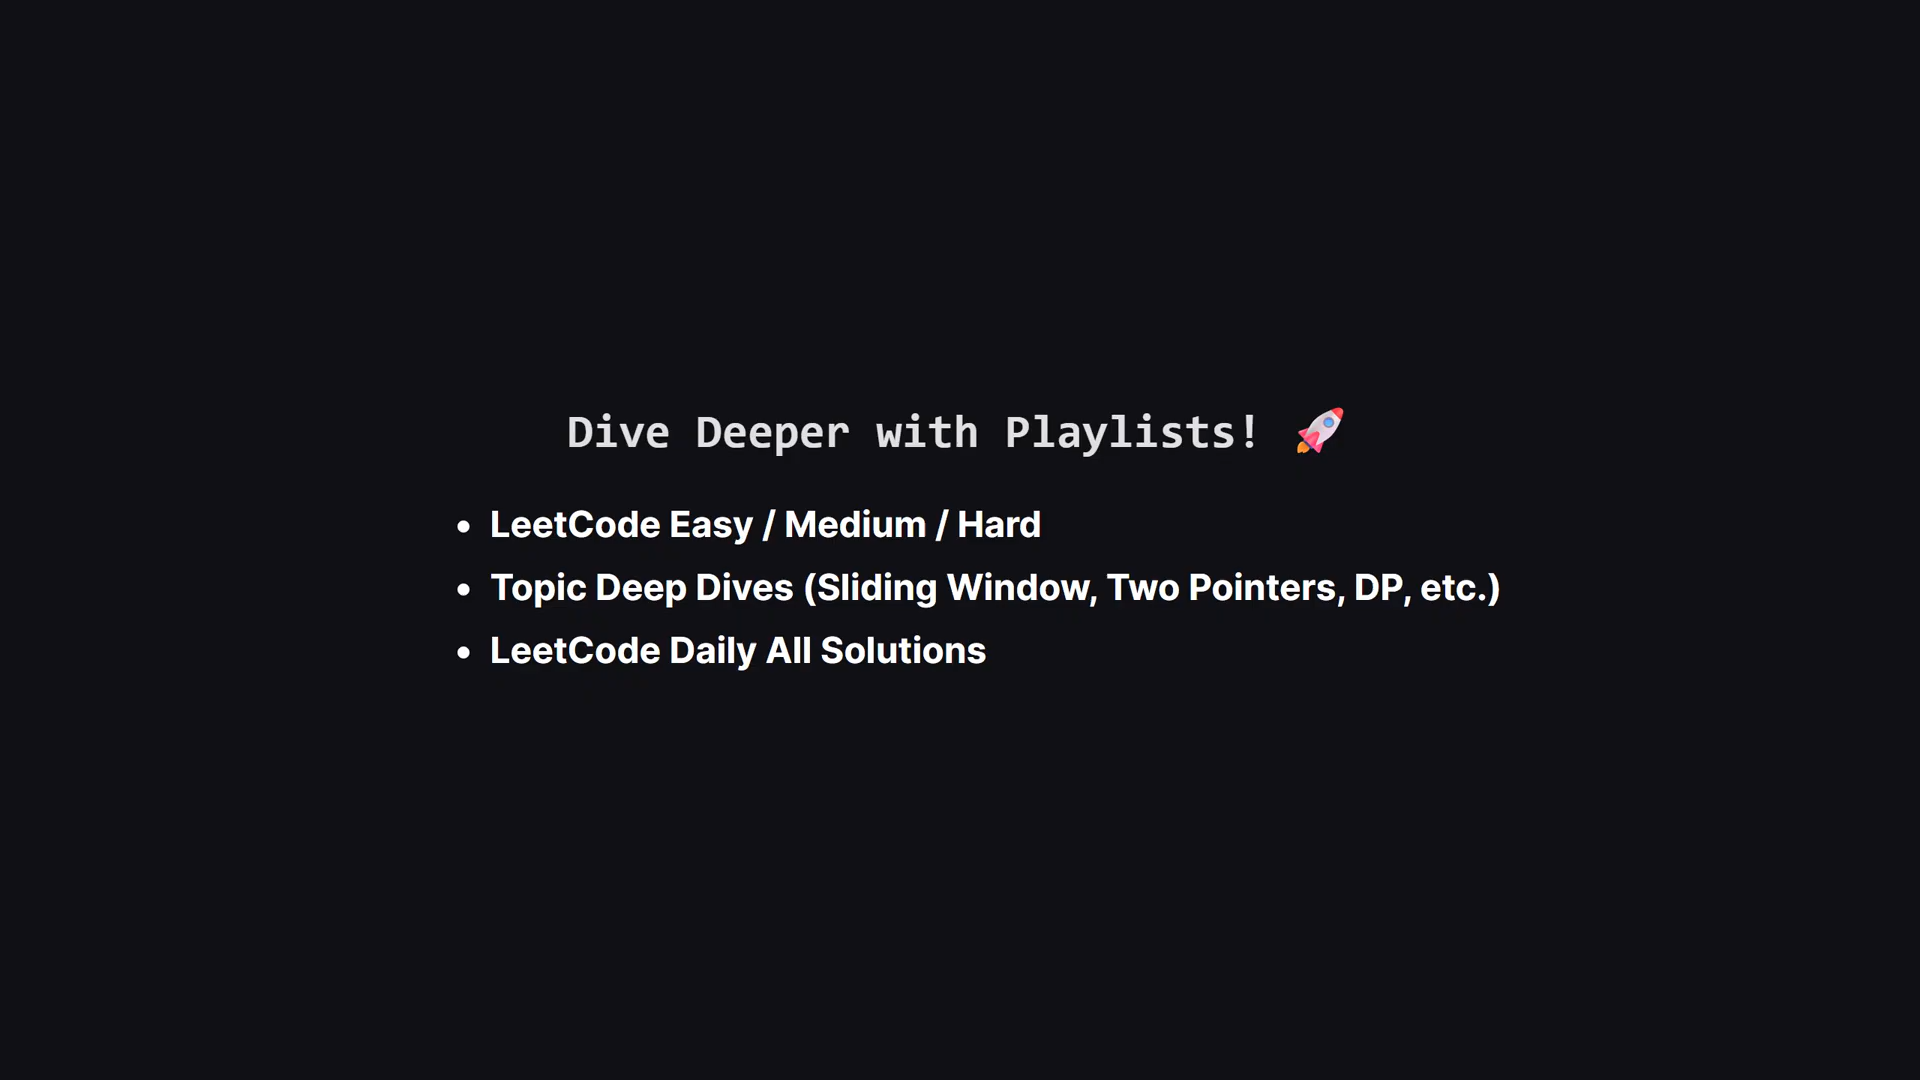 Dive Deeper with Playlists! 🚀
• LeetCode Easy / Medium / Hard
• Topic Deep Dives (Sliding Window, Two Pointers, DP, etc.)
• LeetCode Daily All Solutions